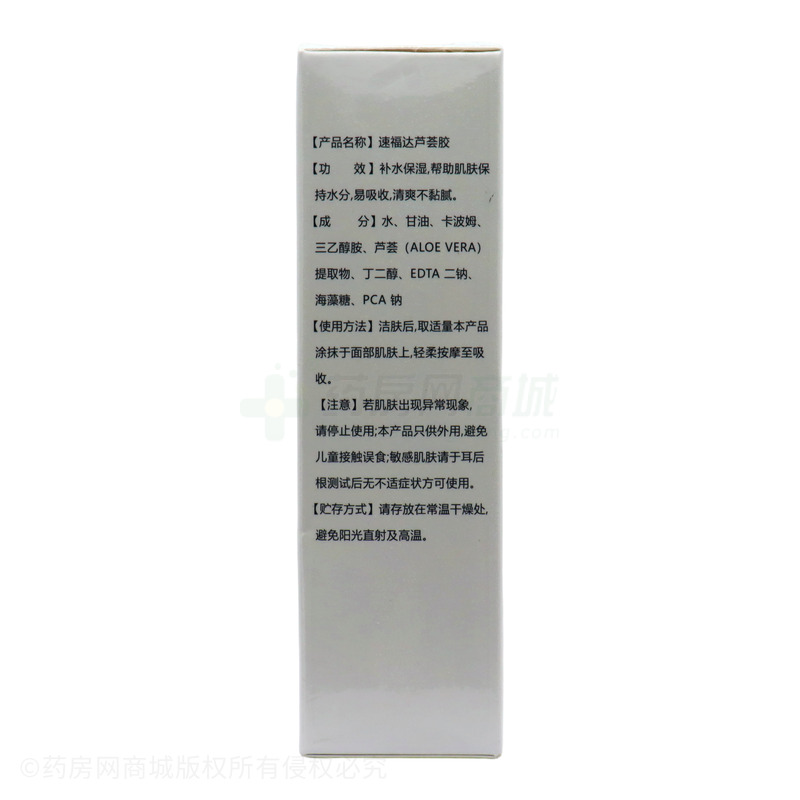 【产品名称】速福达芦荟胶
【功　　效】补水保湿,帮助肌肤保
持水分,易吸收,清爽不黏腻。
【成　　分】水、甘油、卡波姆、
三乙醇胺、芦荟（ALOE VERA）
提取物、丁二醇、EDTA 二钠、
海藻糖、PCA 钠
【使用方法】洁肤后,取适量本产品
涂抹于面部肌肤上,轻柔按摩至吸
收。
【注意】若肌肤出现异常现象,
请停止使用;本产品只供外用,避免
儿童接触误食;敏感肌肤请于耳后
根测试后无不适症状方可使用。
【贮存方式】请存放在常温干燥处,
避免阳光直射及高温。
药房网商城
©药房网商城版权所有侵权必究